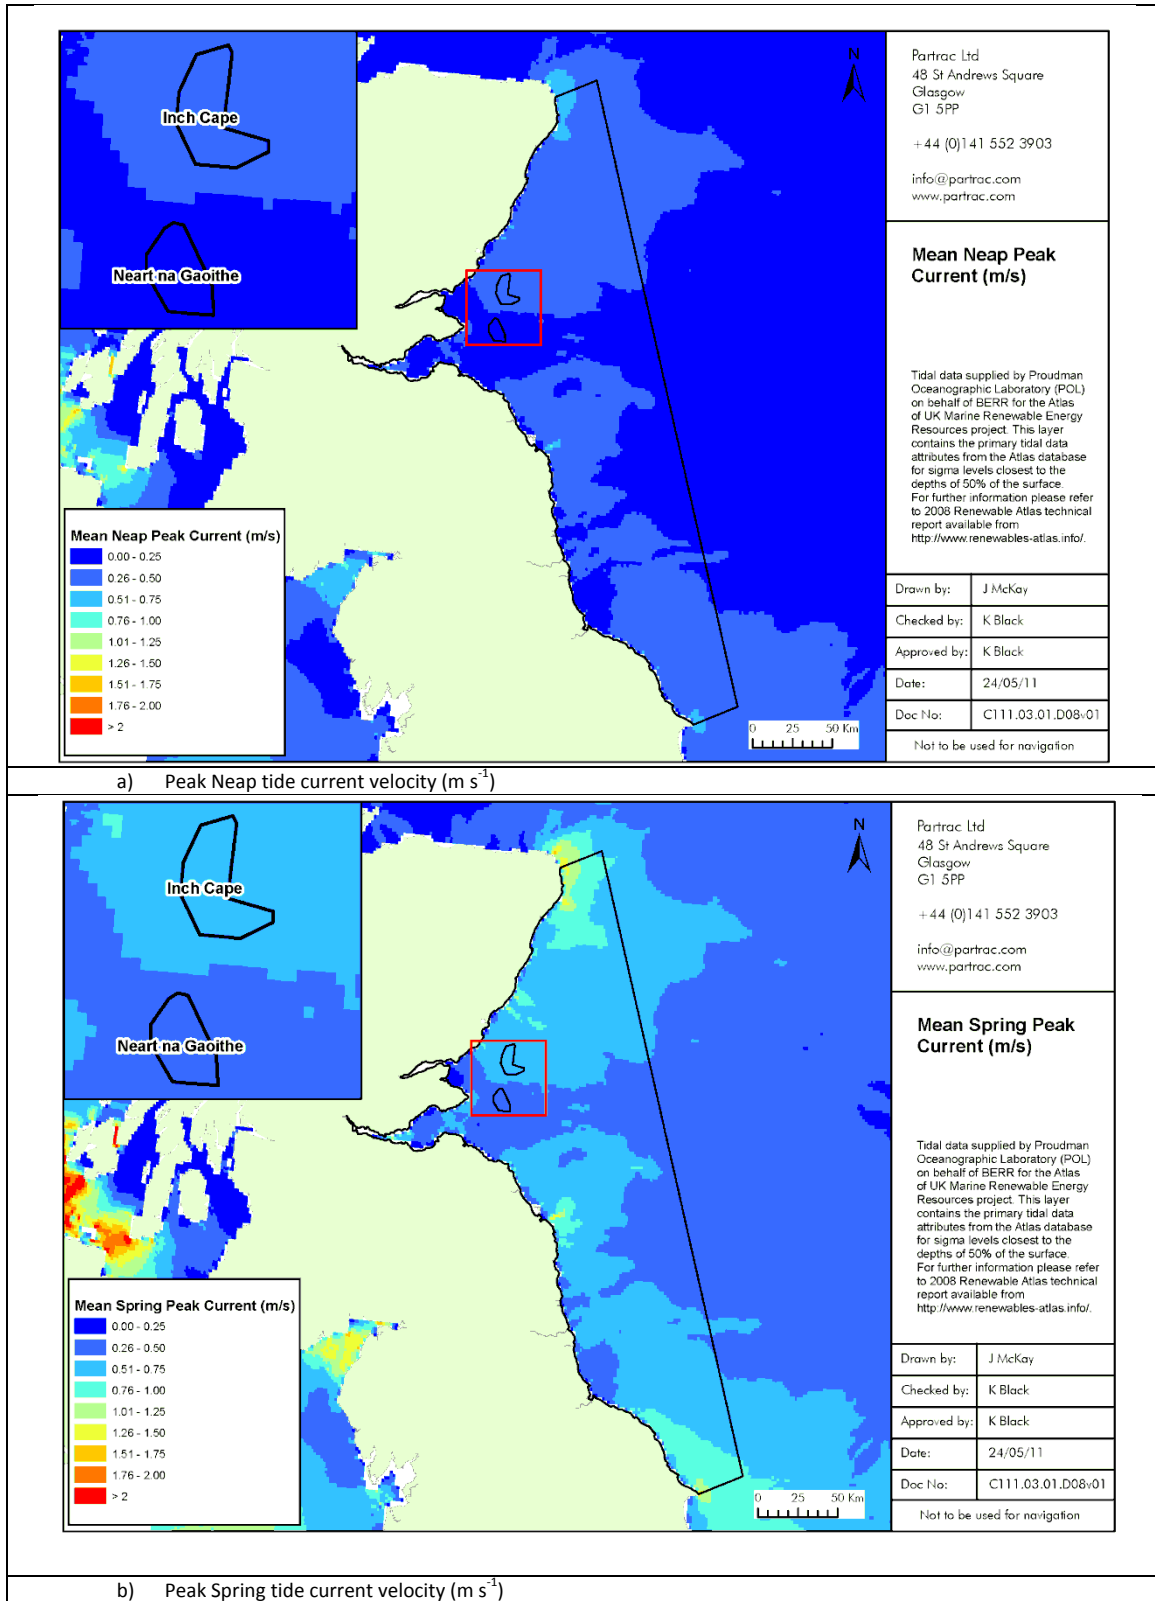 Inch Cape
Neart na Gaoithe
N
Mean Neap Peak Current (m/s)
0.00 - 0.25
0.26 - 0.50
0.51 - 0.75
0.76 - 1.00
1.01 - 1.25
1.26 - 1.50
1.51 - 1.75
1.76 - 2.00
> 2
0 25 50 Km
Partrac Ltd
48 St Andrews Square
Glasgow
G1 5PP
+44 (0)141 552 3903
info@partrac.com
www.partrac.com
Mean Neap Peak
Current (m/s)
Tidal data supplied by Proudman
Oceanographic Laboratory (POL)
on behalf of BERR for the Atlas
of UK Marine Renewable Energy
Resources project. This layer
contains the primary tidal data
attributes from the Atlas database
for sigma levels closest to the
depths of 50% of the surface.
For further information please refer
to 2008 Renewable Atlas technical
report available from
http://www.renewables-atlas.info/.
Drawn by: J McKay
Checked by: K Black
Approved by: K Black
Date: 24/05/11
Doc No: C111.03.01.D08v01
Not to be used for navigation
a) Peak Neap tide current velocity (m s-1)
Inch Cape
Neart na Gaoithe
N
Mean Spring Peak Current (m/s)
0.00 - 0.25
0.26 - 0.50
0.51 - 0.75
0.76 - 1.00
1.01 - 1.25
1.26 - 1.50
1.51 - 1.75
1.76 - 2.00
> 2
0 25 50 Km
Partrac Ltd
48 St Andrews Square
Glasgow
G1 5PP
+44 (0)141 552 3903
info@partrac.com
www.partrac.com
Mean Spring Peak
Current (m/s)
Tidal data supplied by Proudman
Oceanographic Laboratory (POL)
on behalf of BERR for the Atlas
of UK Marine Renewable Energy
Resources project. This layer
contains the primary tidal data
attributes from the Atlas database
for sigma levels closest to the
depths of 50% of the surface.
For further information please refer
to 2008 Renewable Atlas technical
report available from
http://www.renewables-atlas.info/.
Drawn by: J McKay
Checked by: K Black
Approved by: K Black
Date: 24/05/11
Doc No: C111.03.01.D08v01
Not to be used for navigation
b) Peak Spring tide current velocity (m s-1)